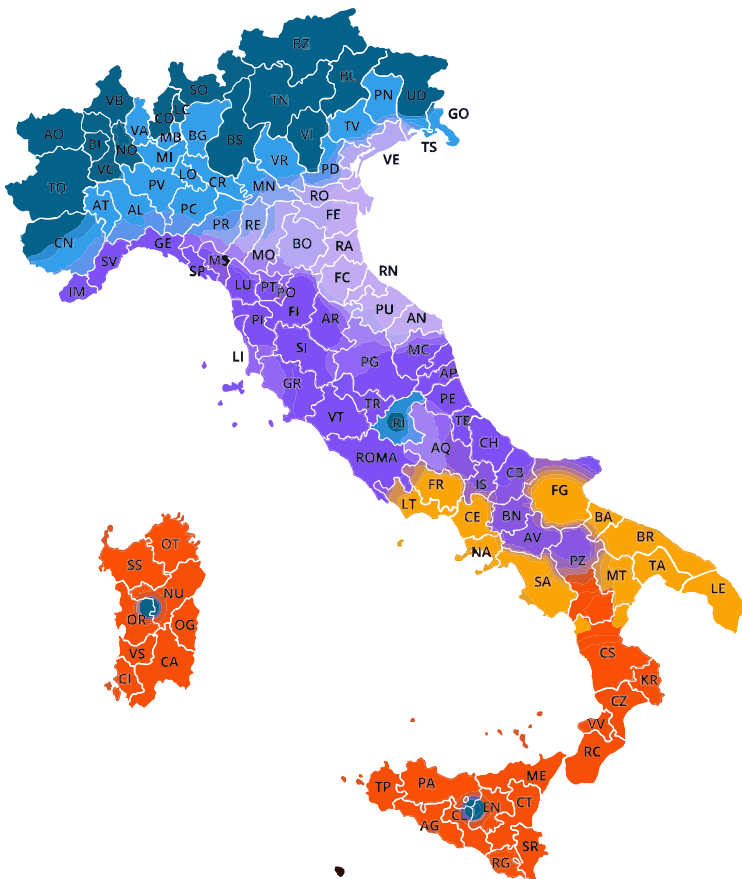 BZ
BL
SO
TN
PN
UD
VB
LC
CO
GO
TV
VA
AO
MB
BG
BS
VI
BI
NO
MI
VR
VE
TS
VC
PD
LO
TO
PV
CR
MN
RO
AT
AL
PC
FE
PR
RE
CN
GE
BO
RA
MO
SV
MS
SP
RN
FC
LU
PT
PO
IM
PU
FI
AN
PI
AR
SI
MC
LI
PG
AP
GR
PE
TR
VT
RI
TE
CH
AQ
ROMA
CB
FR
IS
FG
LT
CE
BN
BA
AV
BR
OT
NA
PZ
SS
TA
MT
SA
LE
NU
OR
OG
CS
VS
CA
CI
KR
CZ
VV
RC
ME
PA
TP
CT
EN
AG
SR
RG